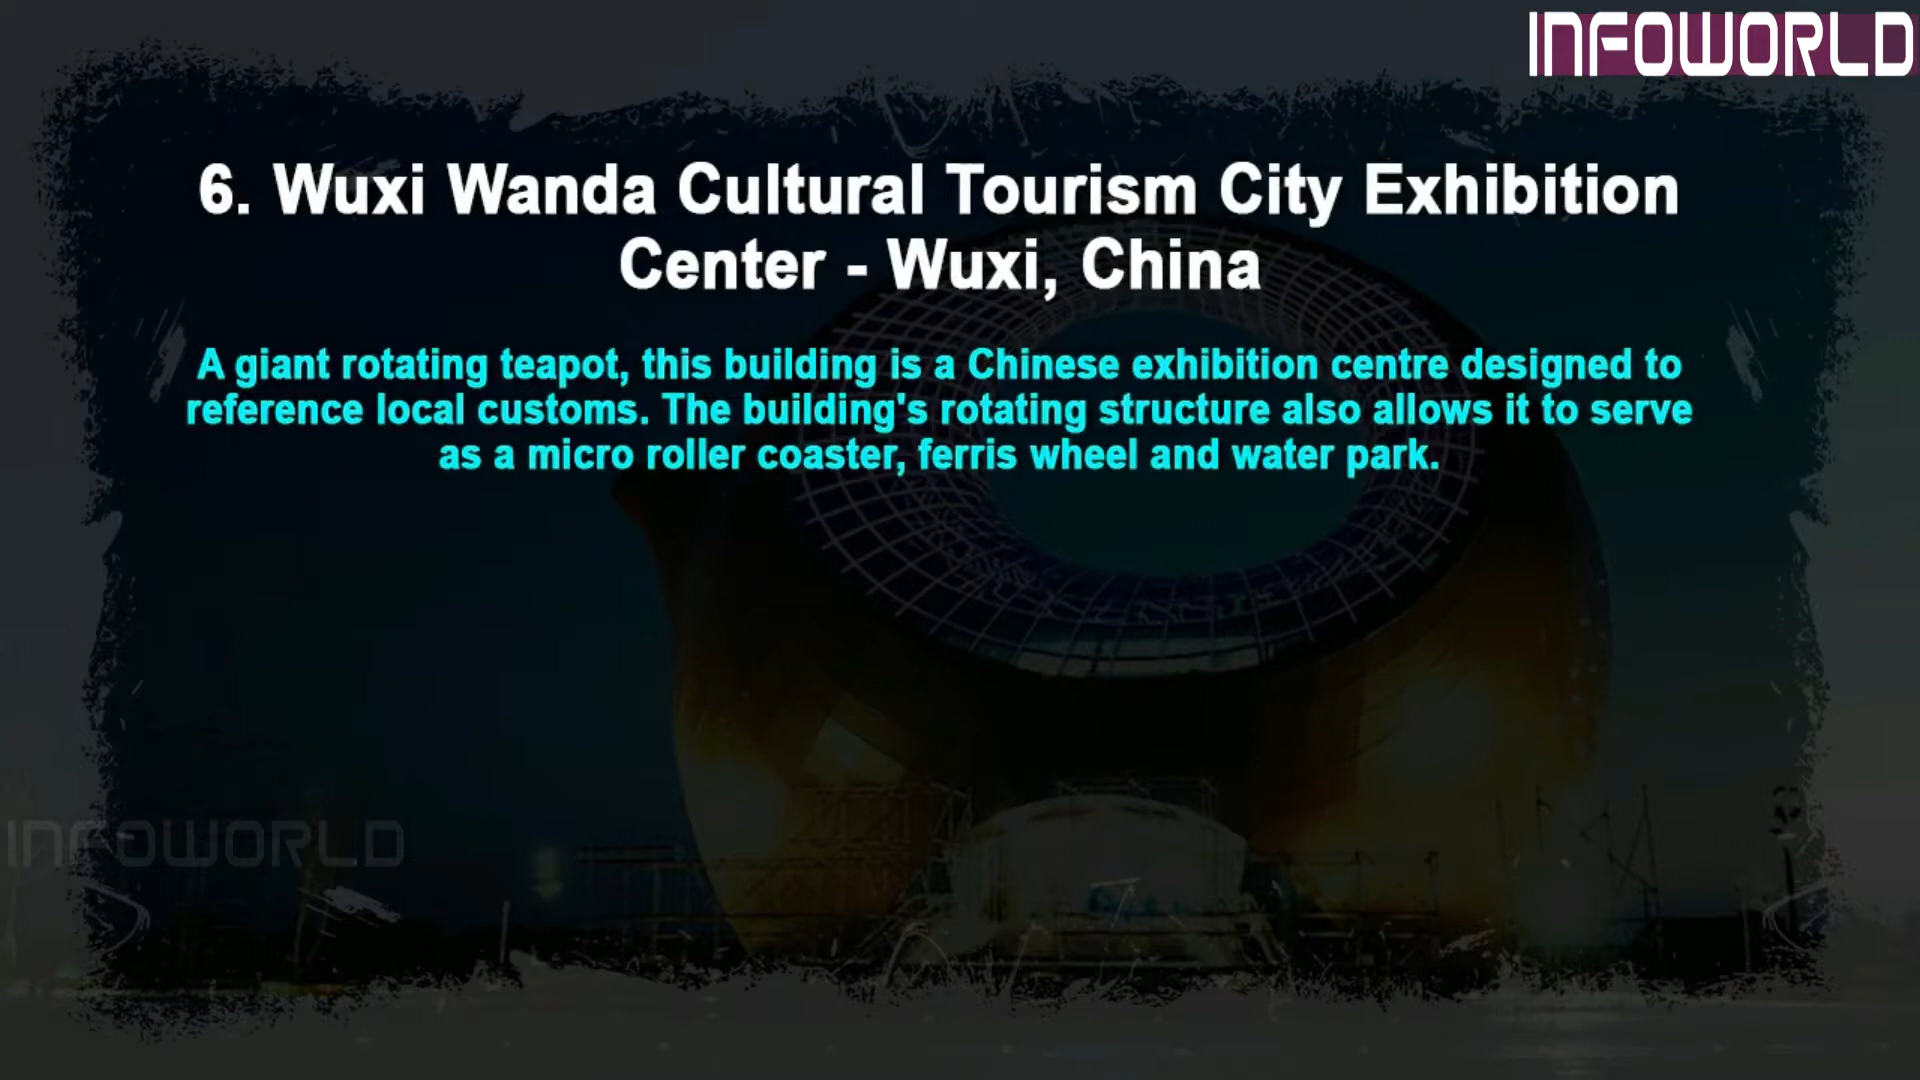 INFOWORLD
6. Wuxi Wanda Cultural Tourism City Exhibition
Center - Wuxi, China
A giant rotating teapot, this building is a Chinese exhibition centre designed to
reference local customs. The building's rotating structure also allows it to serve
as a micro roller coaster, ferris wheel and water park.
INFOWORLD